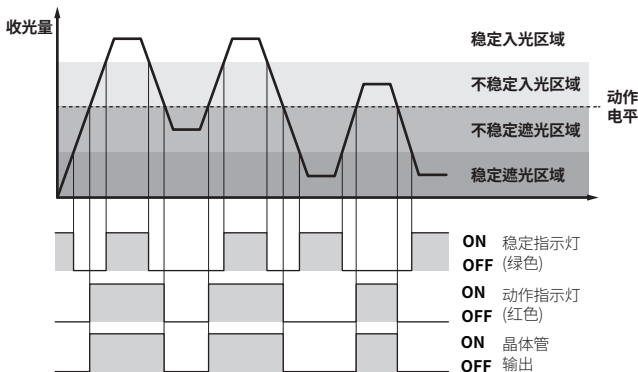 收光量
稳定入光区域
不稳定入光区域
动作
电平
不稳定遮光区域
稳定遮光区域
ON 稳定指示灯
OFF (绿色)
ON 动作指示灯
OFF (红色)
ON 晶体管
OFF 输出